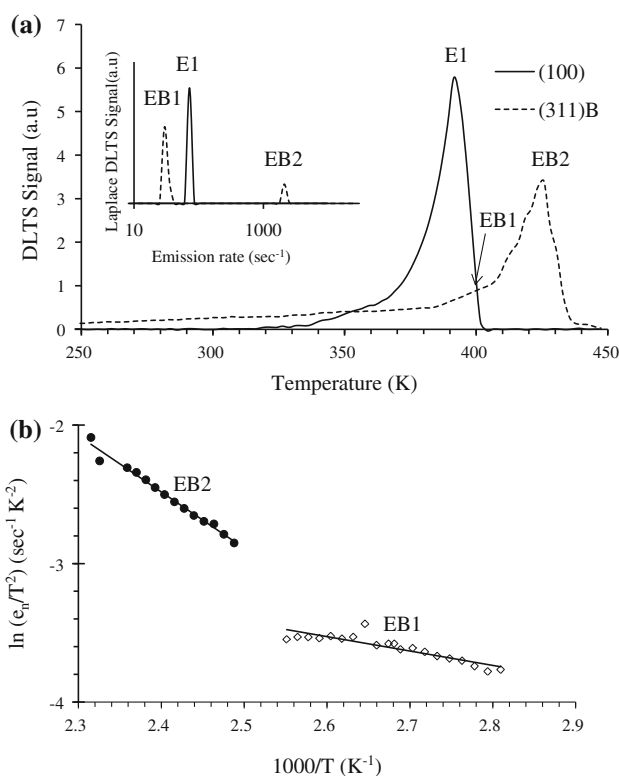 (a)
7
6
5
4
3
2
1
0
DLTS Signal (a.u)
250
300
350
400
450
Temperature (K)
E1
EB1
EB2
(100)
(311)B
Laplace DLTS Signal(a.u)
EB1
E1
EB2
10
1000
Emission rate (sec⁻¹)
(b)
-2
-3
-4
ln (eₙ/T²) (sec⁻¹ K⁻²)
EB2
EB1
2.3
2.4
2.5
2.6
2.7
2.8
2.9
1000/T (K⁻¹)